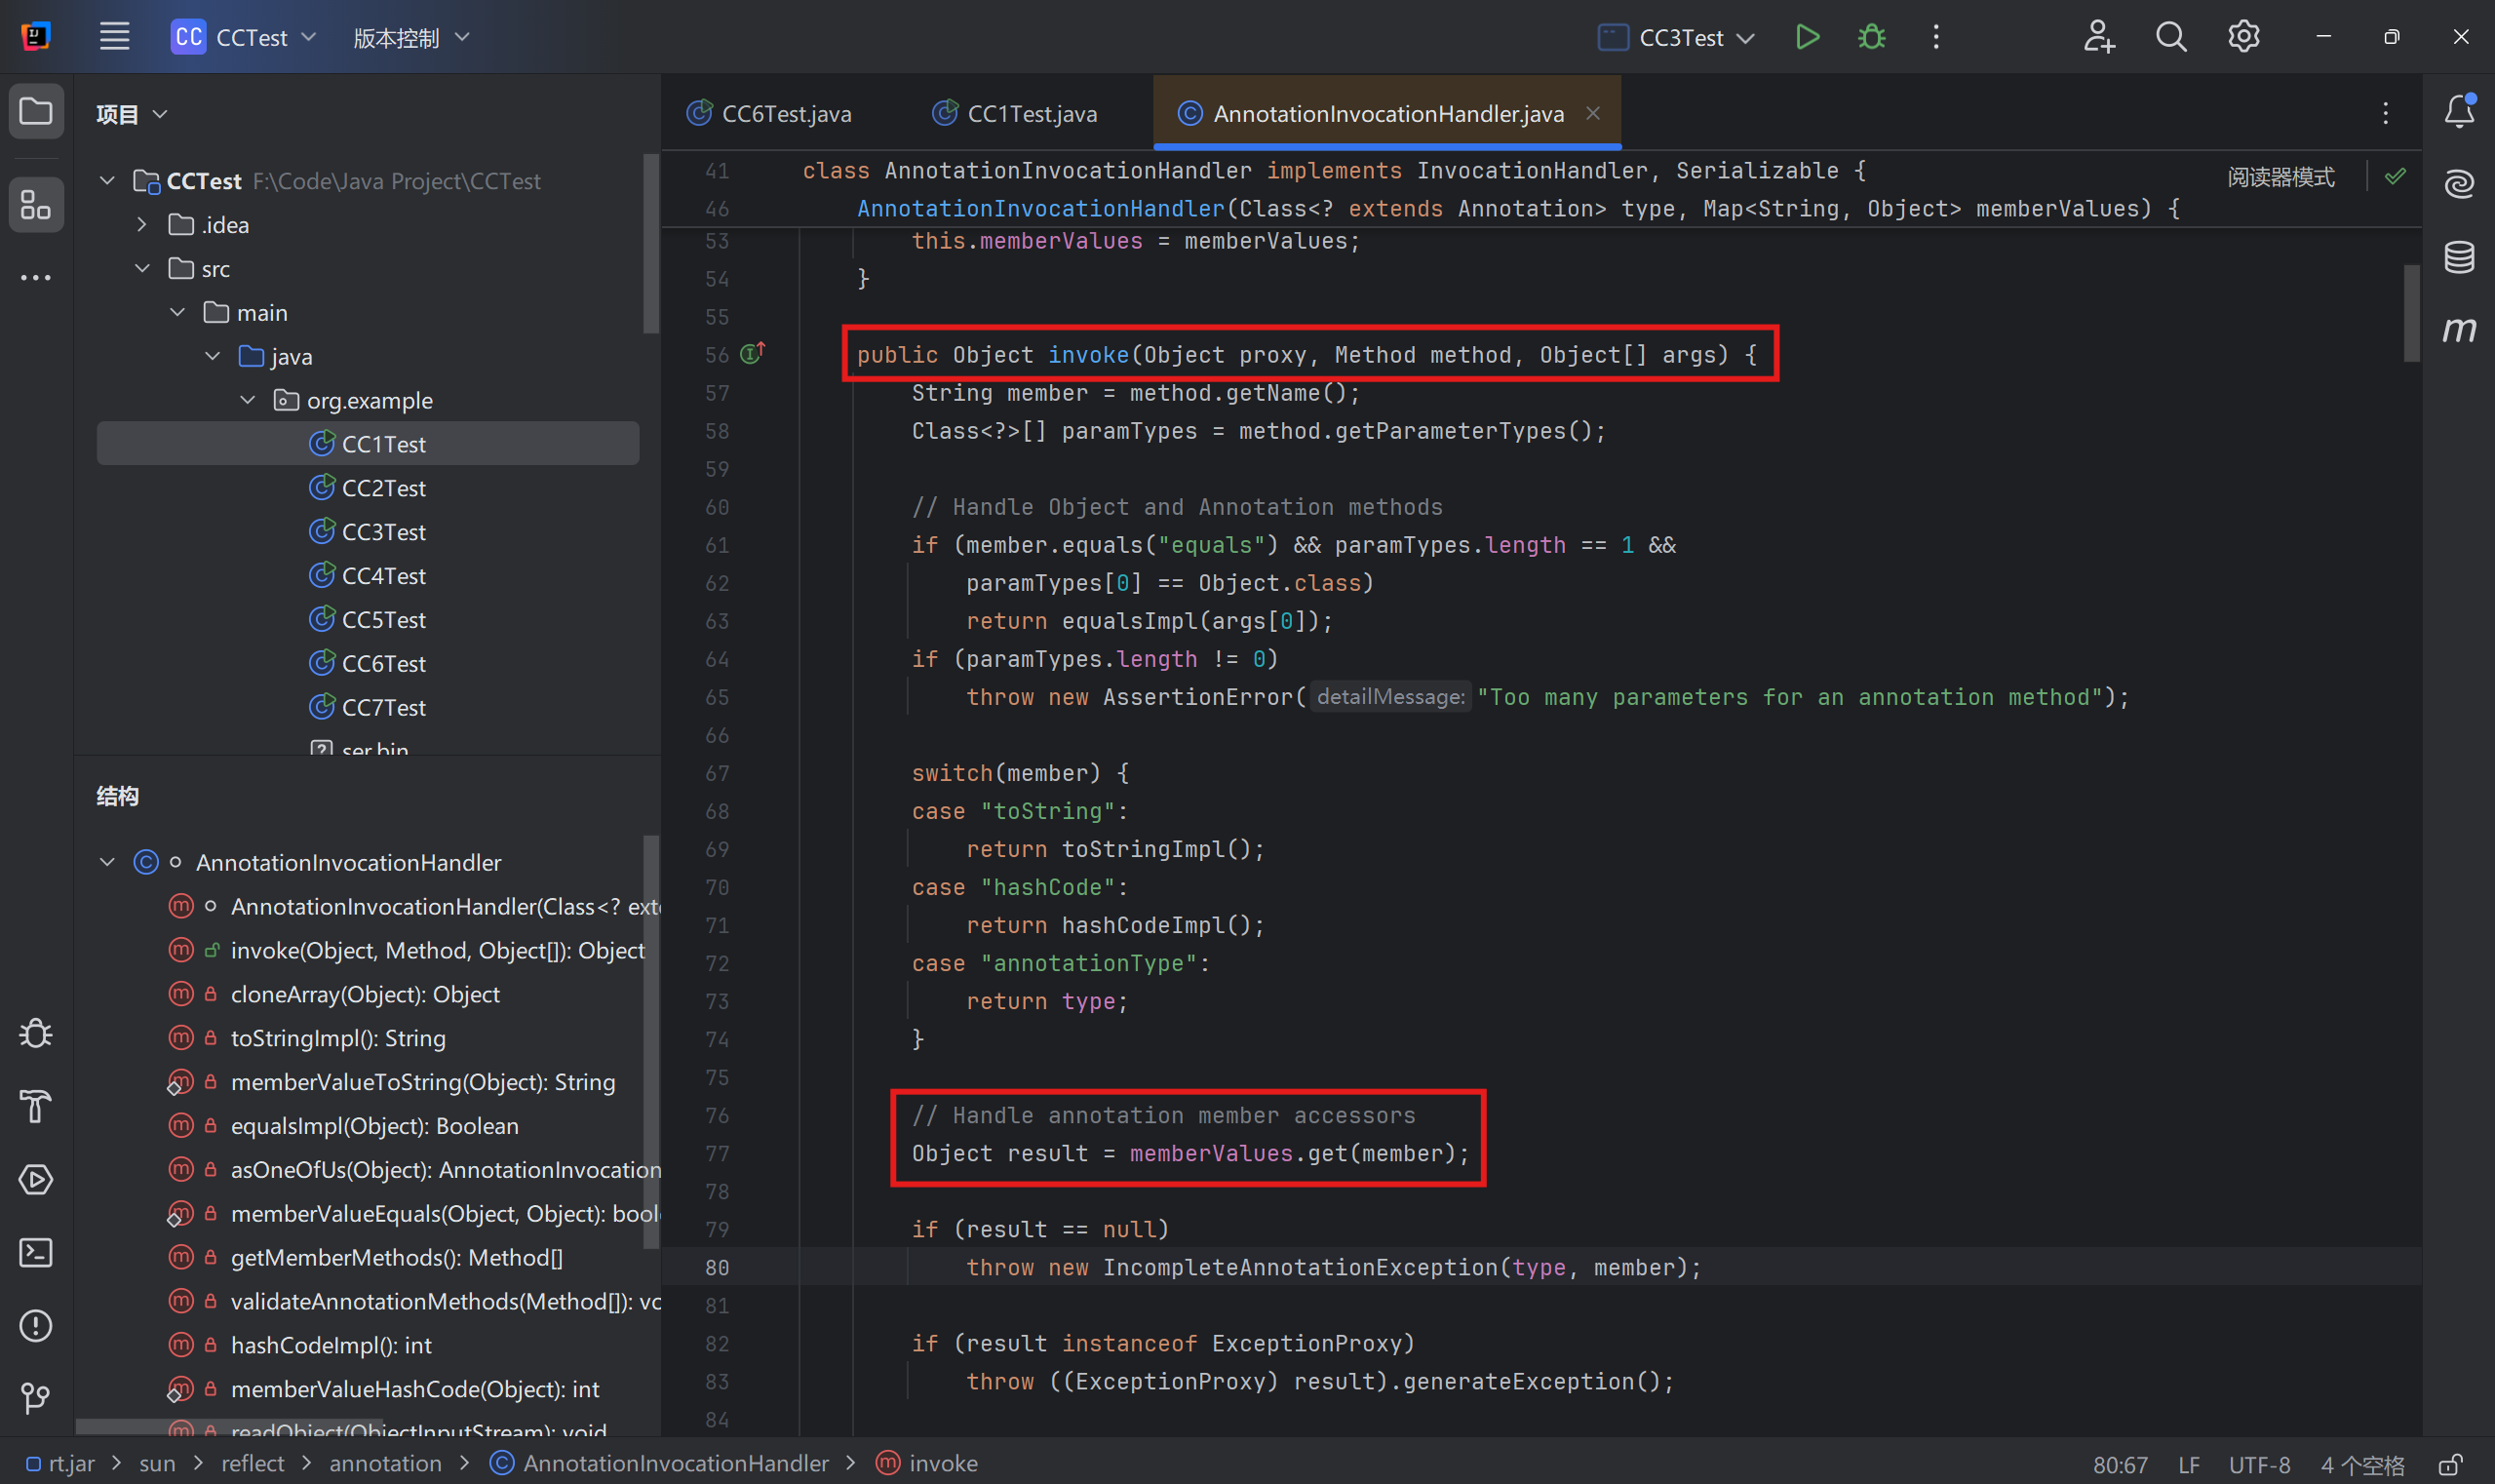 CC CCTest 版本控制 CC3Test
项目
CCTest F:\Code\Java Project\CCTest
.idea
src
main
java
org.example
CC1Test
CC2Test
CC3Test
CC4Test
CC5Test
CC6Test
CC7Test
ser.bin
结构
AnnotationInvocationHandler
AnnotationInvocationHandler(Class<? exte
invoke(Object, Method, Object[]): Object
cloneArray(Object): Object
toStringImpl(): String
memberValueToString(Object): String
equalsImpl(Object): Boolean
asOneOfUs(Object): AnnotationInvocation
memberValueEquals(Object, Object): bool
getMemberMethods(): Method[]
validateAnnotationMethods(Method[]): vo
hashCodeImpl(): int
memberValueHashCode(Object): int
readObject(ObjectInputStream): void
CC6Test.java CC1Test.java AnnotationInvocationHandler.java
阅读器模式
41 class AnnotationInvocationHandler implements InvocationHandler, Serializable {
46 AnnotationInvocationHandler(Class<? extends Annotation> type, Map<String, Object> memberValues) {
53 this.memberValues = memberValues;
54 }
55
56 public Object invoke(Object proxy, Method method, Object[] args) {
57 String member = method.getName();
58 Class<?>[] paramTypes = method.getParameterTypes();
59
60 // Handle Object and Annotation methods
61 if (member.equals("equals") && paramTypes.length == 1 &&
62 paramTypes[0] == Object.class)
63 return equalsImpl(args[0]);
64 if (paramTypes.length != 0)
65 throw new AssertionError( detailMessage: "Too many parameters for an annotation method");
66
67 switch(member) {
68 case "toString":
69 return toStringImpl();
70 case "hashCode":
71 return hashCodeImpl();
72 case "annotationType":
73 return type;
74 }
75
76 // Handle annotation member accessors
77 Object result = memberValues.get(member);
78
79 if (result == null)
80 throw new IncompleteAnnotationException(type, member);
81
82 if (result instanceof ExceptionProxy)
83 throw ((ExceptionProxy) result).generateException();
84
rt.jar > sun > reflect > annotation > AnnotationInvocationHandler > invoke
80:67 LF UTF-8 4 个空格